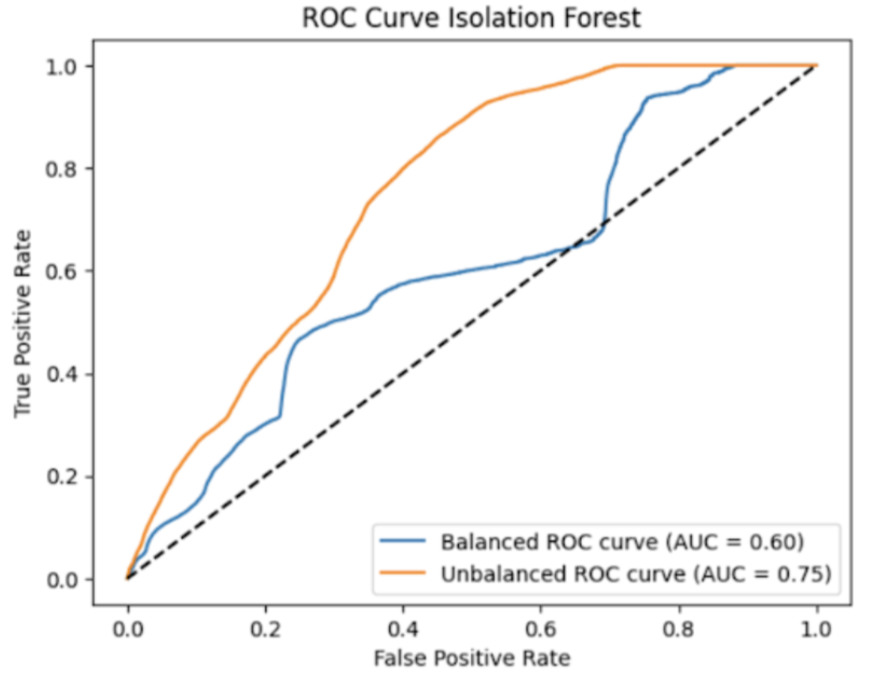 ROC Curve Isolation Forest
1.0
0.8
0.6
0.4
0.2
0.0
True Positive Rate
Balanced ROC curve (AUC = 0.60)
Unbalanced ROC curve (AUC = 0.75)
0.0 0.2 0.4 0.6 0.8 1.0
False Positive Rate